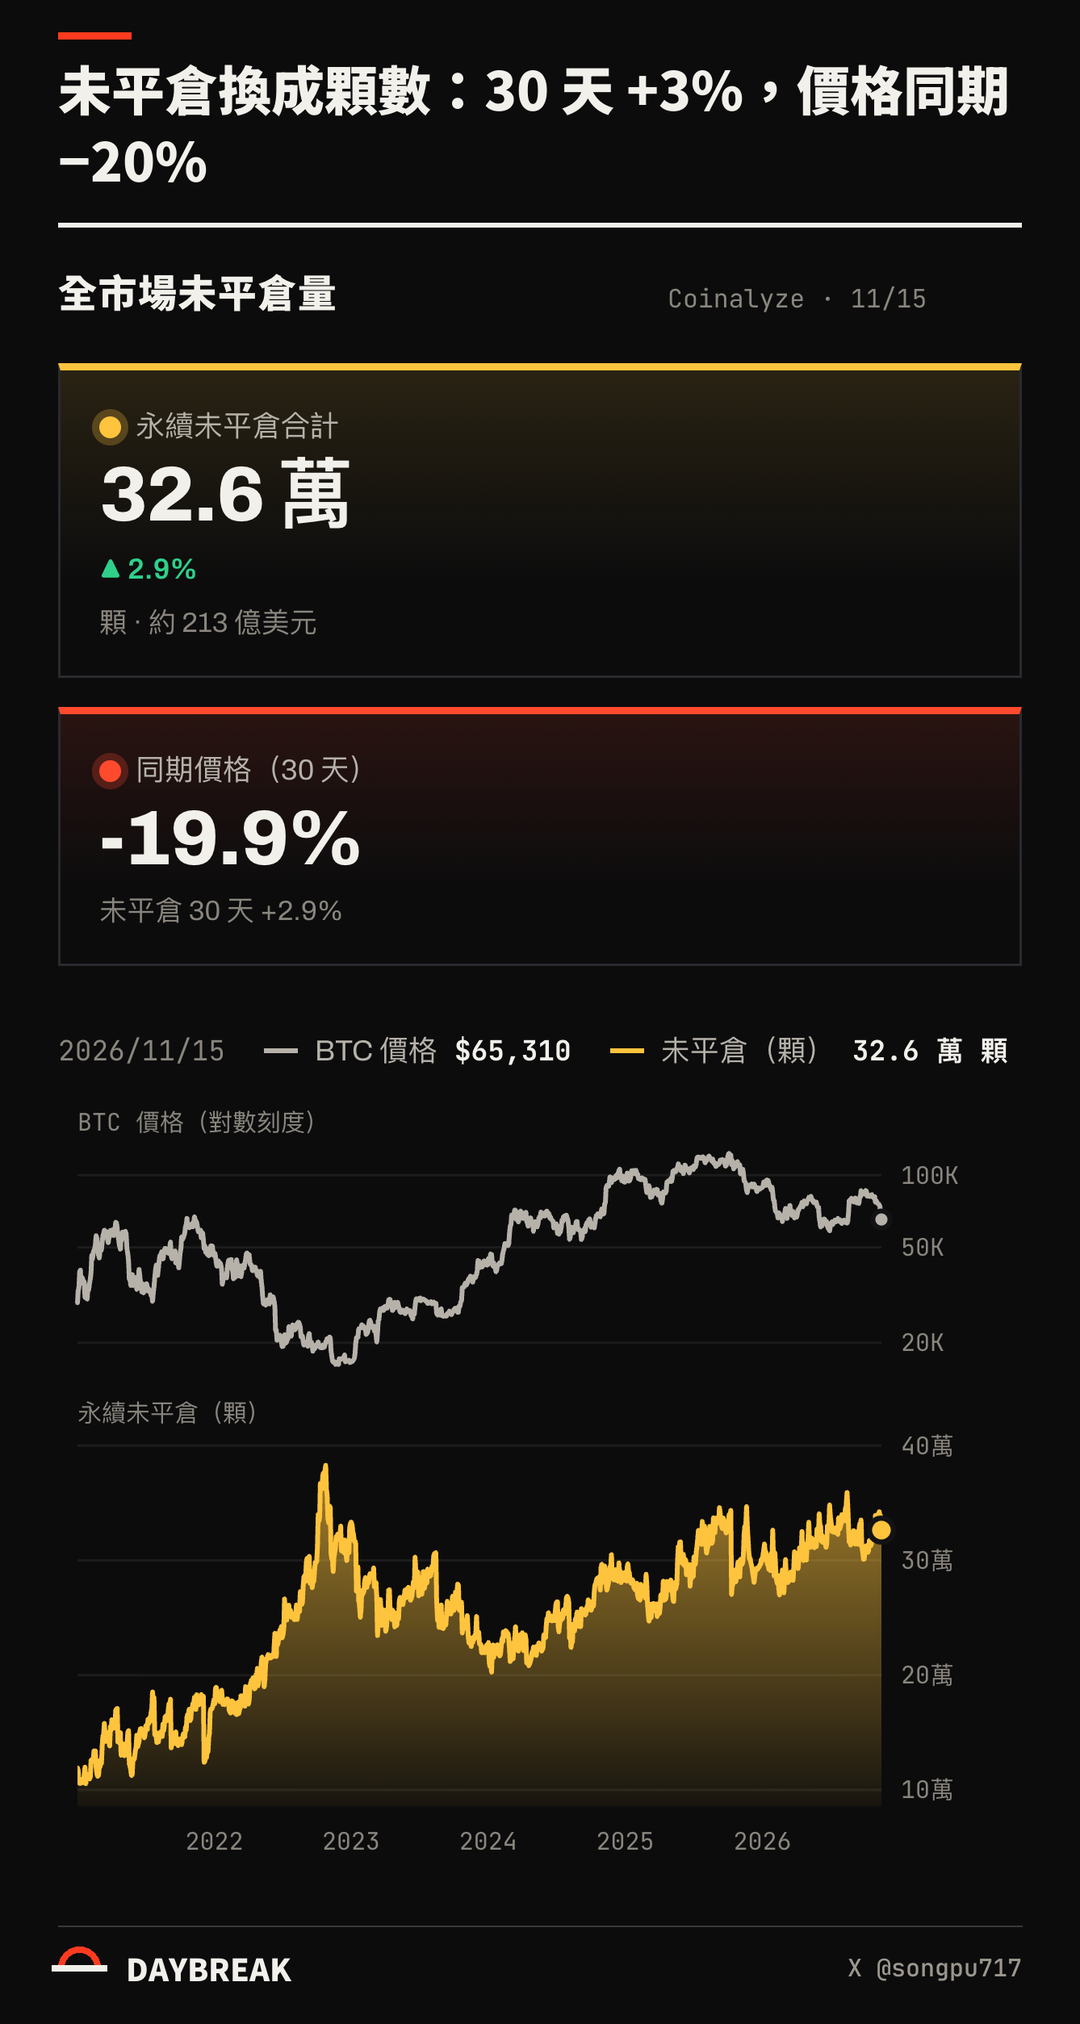 未平倉換成顆數：30 天 +3%，價格同期
−20%
全市場未平倉量
Coinalyze · 11/15
永續未平倉合計
32.6 萬
▲ 2.9%
顆 · 約 213 億美元
同期價格（30 天）
-19.9%
未平倉 30 天 +2.9%
2026/11/15 BTC 價格 $65,310 未平倉（顆） 32.6 萬 顆
BTC 價格（對數刻度）
100K
50K
20K
永續未平倉（顆）
40萬
30萬
20萬
10萬
2022 2023 2024 2025 2026
DAYBREAK
X @songpu717